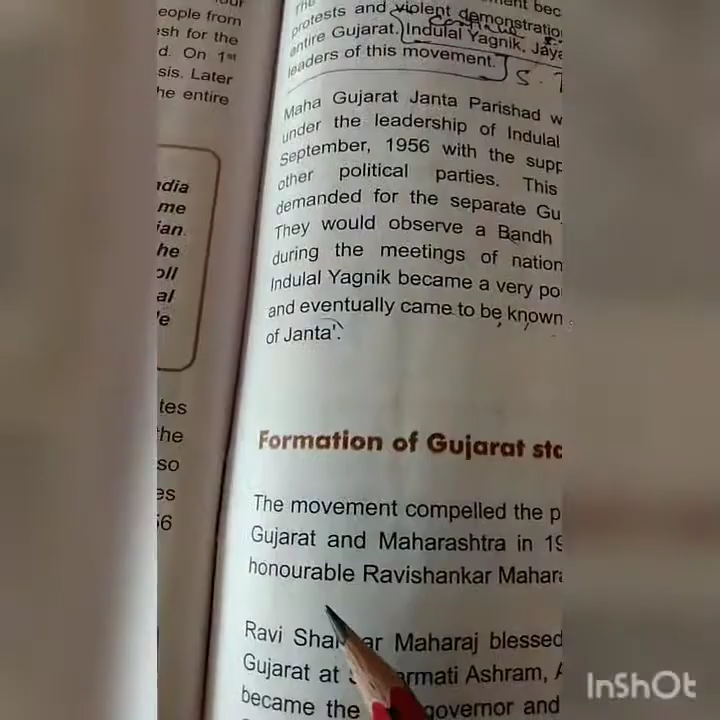 eople from
esh for the
d. On 1st
sis. Later
he entire
ndia
me
ian.
he
oll
al
e
tes
the
so
es
6
protests and violent demonstratio
entire Gujarat. Indulal Yagnik, Jaya
leaders of this movement.
S.
Maha Gujarat Janta Parishad w
under the leadership of Indulal
September, 1956 with the supp
other political parties. This
demanded for the separate Gu
They would observe a Bandh
during the meetings of nation
Indulal Yagnik became a very po
and eventually came to be known
of Janta'.
Formation of Gujarat sta
The movement compelled the p
Gujarat and Maharashtra in 19
honourable Ravishankar Mahara
Ravi Shankar Maharaj blessed
Gujarat at armati Ashram, A
became the governor and
InShOt